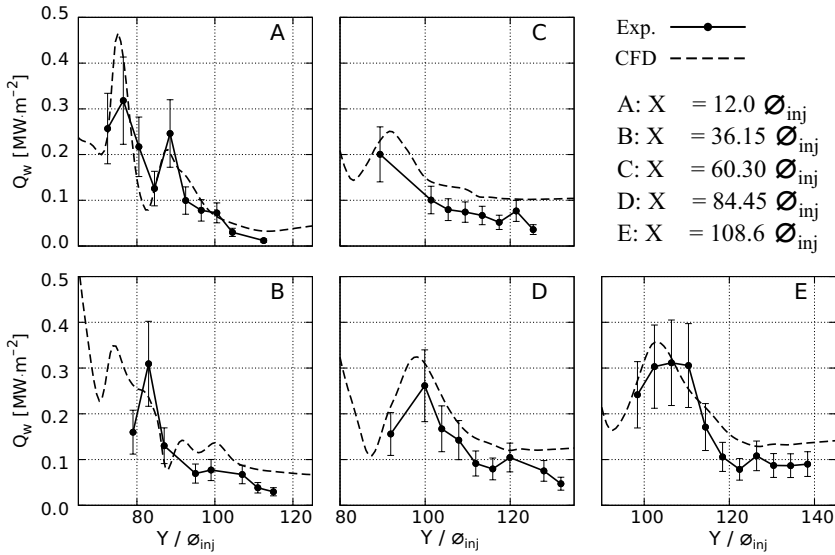 A
C
Exp.
CFD
A: X = 12.0 Ø_inj
B: X = 36.15 Ø_inj
C: X = 60.30 Ø_inj
D: X = 84.45 Ø_inj
E: X = 108.6 Ø_inj
0.5
0.4
0.3
0.2
0.1
0.0
Q_w [MW·m⁻²]
B
D
E
0.5
0.4
0.3
0.2
0.1
0.0
Q_w [MW·m⁻²]
80 100 120
80 100 120
100 120 140
Y / ø_inj
Y / ø_inj
Y / ø_inj